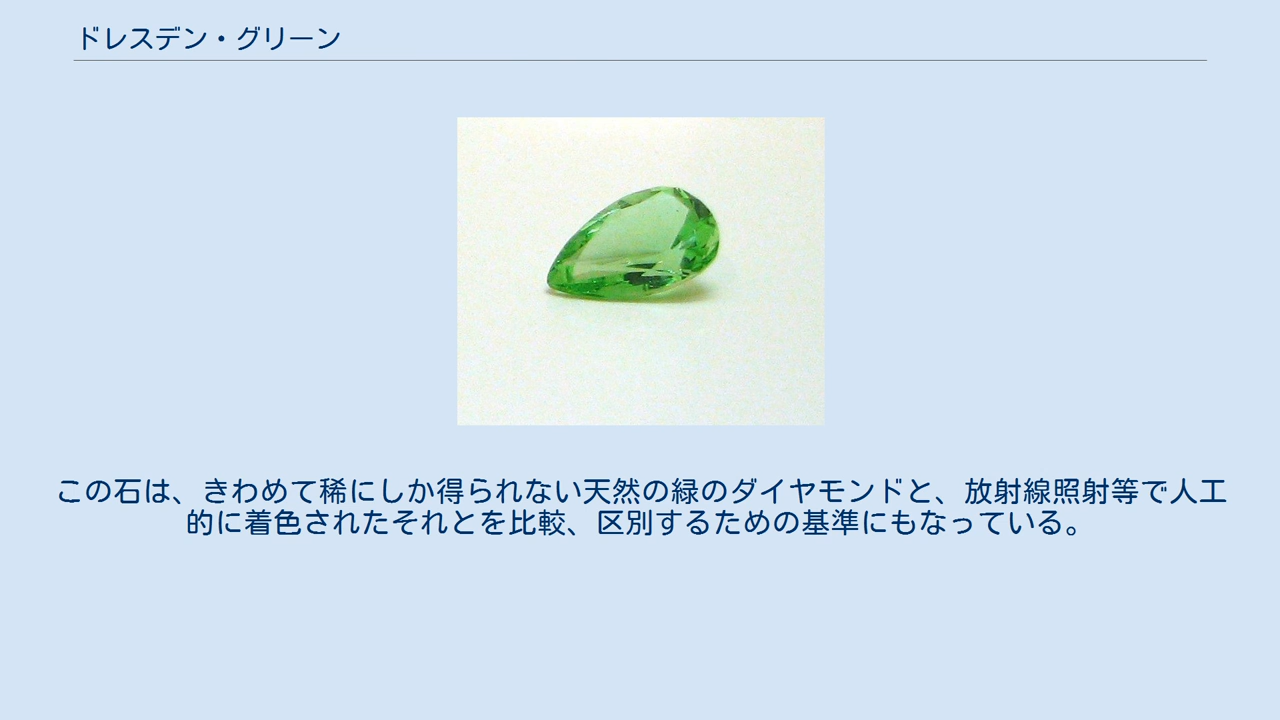 ドレスデン・グリーン
この石は、きわめて稀にしか得られない天然の緑のダイヤモンドと、放射線照射等で人工
的に着色されたそれとを比較、区別するための基準にもなっている。